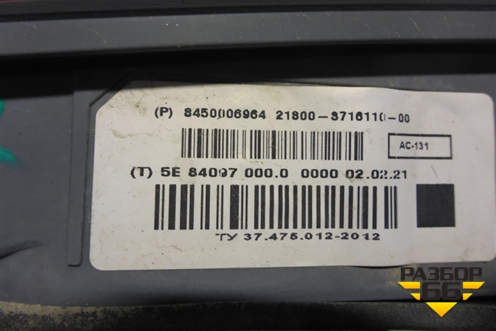 (P) 8450006964 21800-3716110-00
AC-131
(T) 5E 84097 000.0 0000 02.02.21
ТУ 37.475.012-2012
РАЗБОР
66